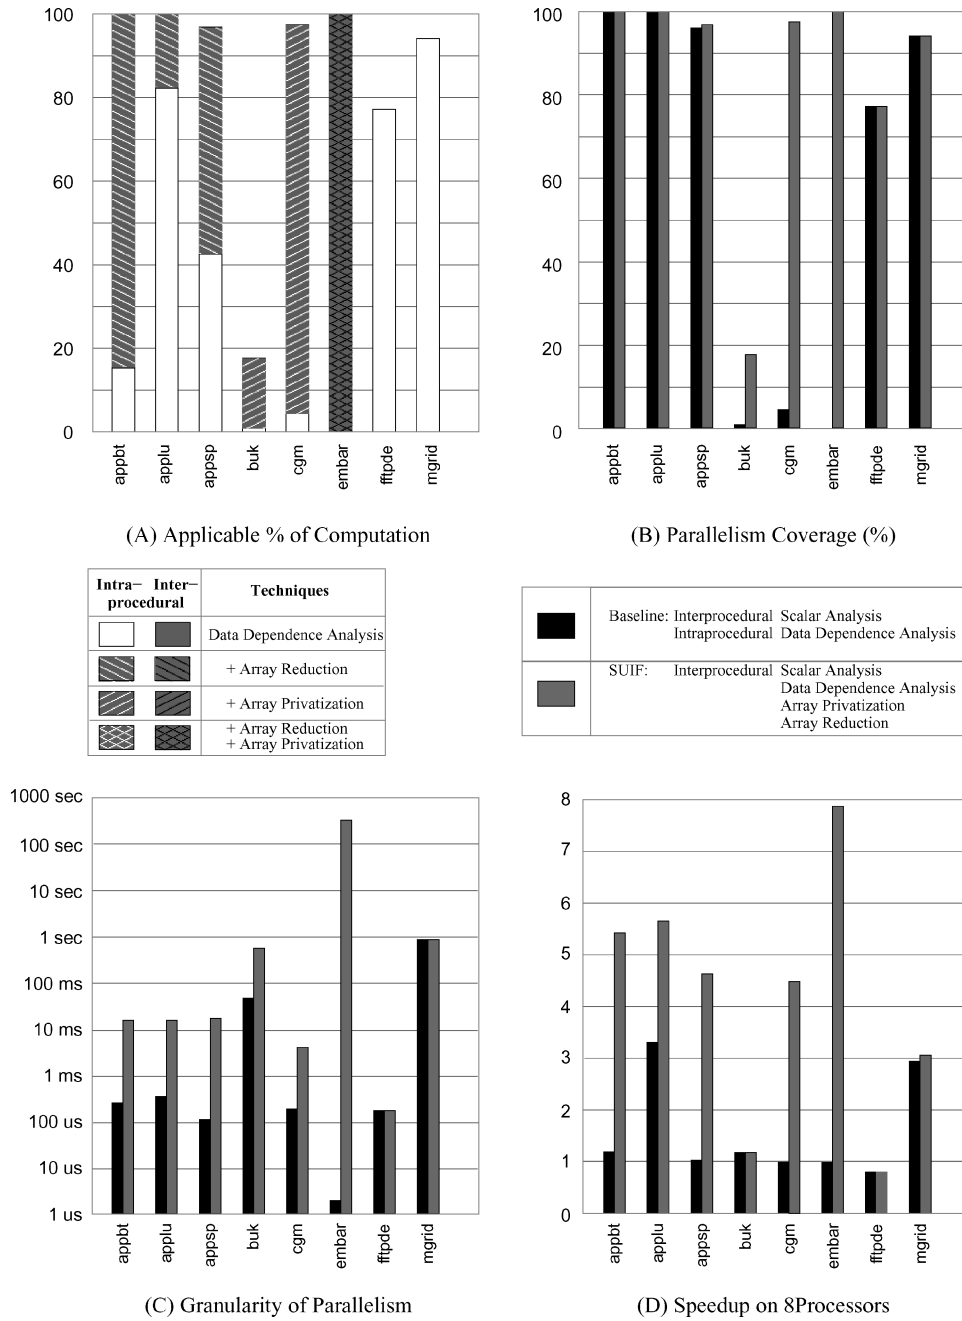 100
80
60
40
20
0
appbt
applu
appsp
buk
cgm
embar
fftpde
mgrid
(A) Applicable % of Computation
100
80
60
40
20
0
appbt
applu
appsp
buk
cgm
embar
fftpde
mgrid
(B) Parallelism Coverage (%)
Intra− Inter− Techniques
procedural
Data Dependence Analysis
+ Array Reduction
+ Array Privatization
+ Array Reduction
+ Array Privatization
Baseline: Interprocedural Scalar Analysis
Intraprocedural Data Dependence Analysis
SUIF: Interprocedural Scalar Analysis
Data Dependence Analysis
Array Privatization
Array Reduction
1000 sec
100 sec
10 sec
1 sec
100 ms
10 ms
1 ms
100 us
10 us
1 us
appbt
applu
appsp
buk
cgm
embar
fftpde
mgrid
(C) Granularity of Parallelism
8
7
6
5
4
3
2
1
0
appbt
applu
appsp
buk
cgm
embar
fftpde
mgrid
(D) Speedup on 8Processors